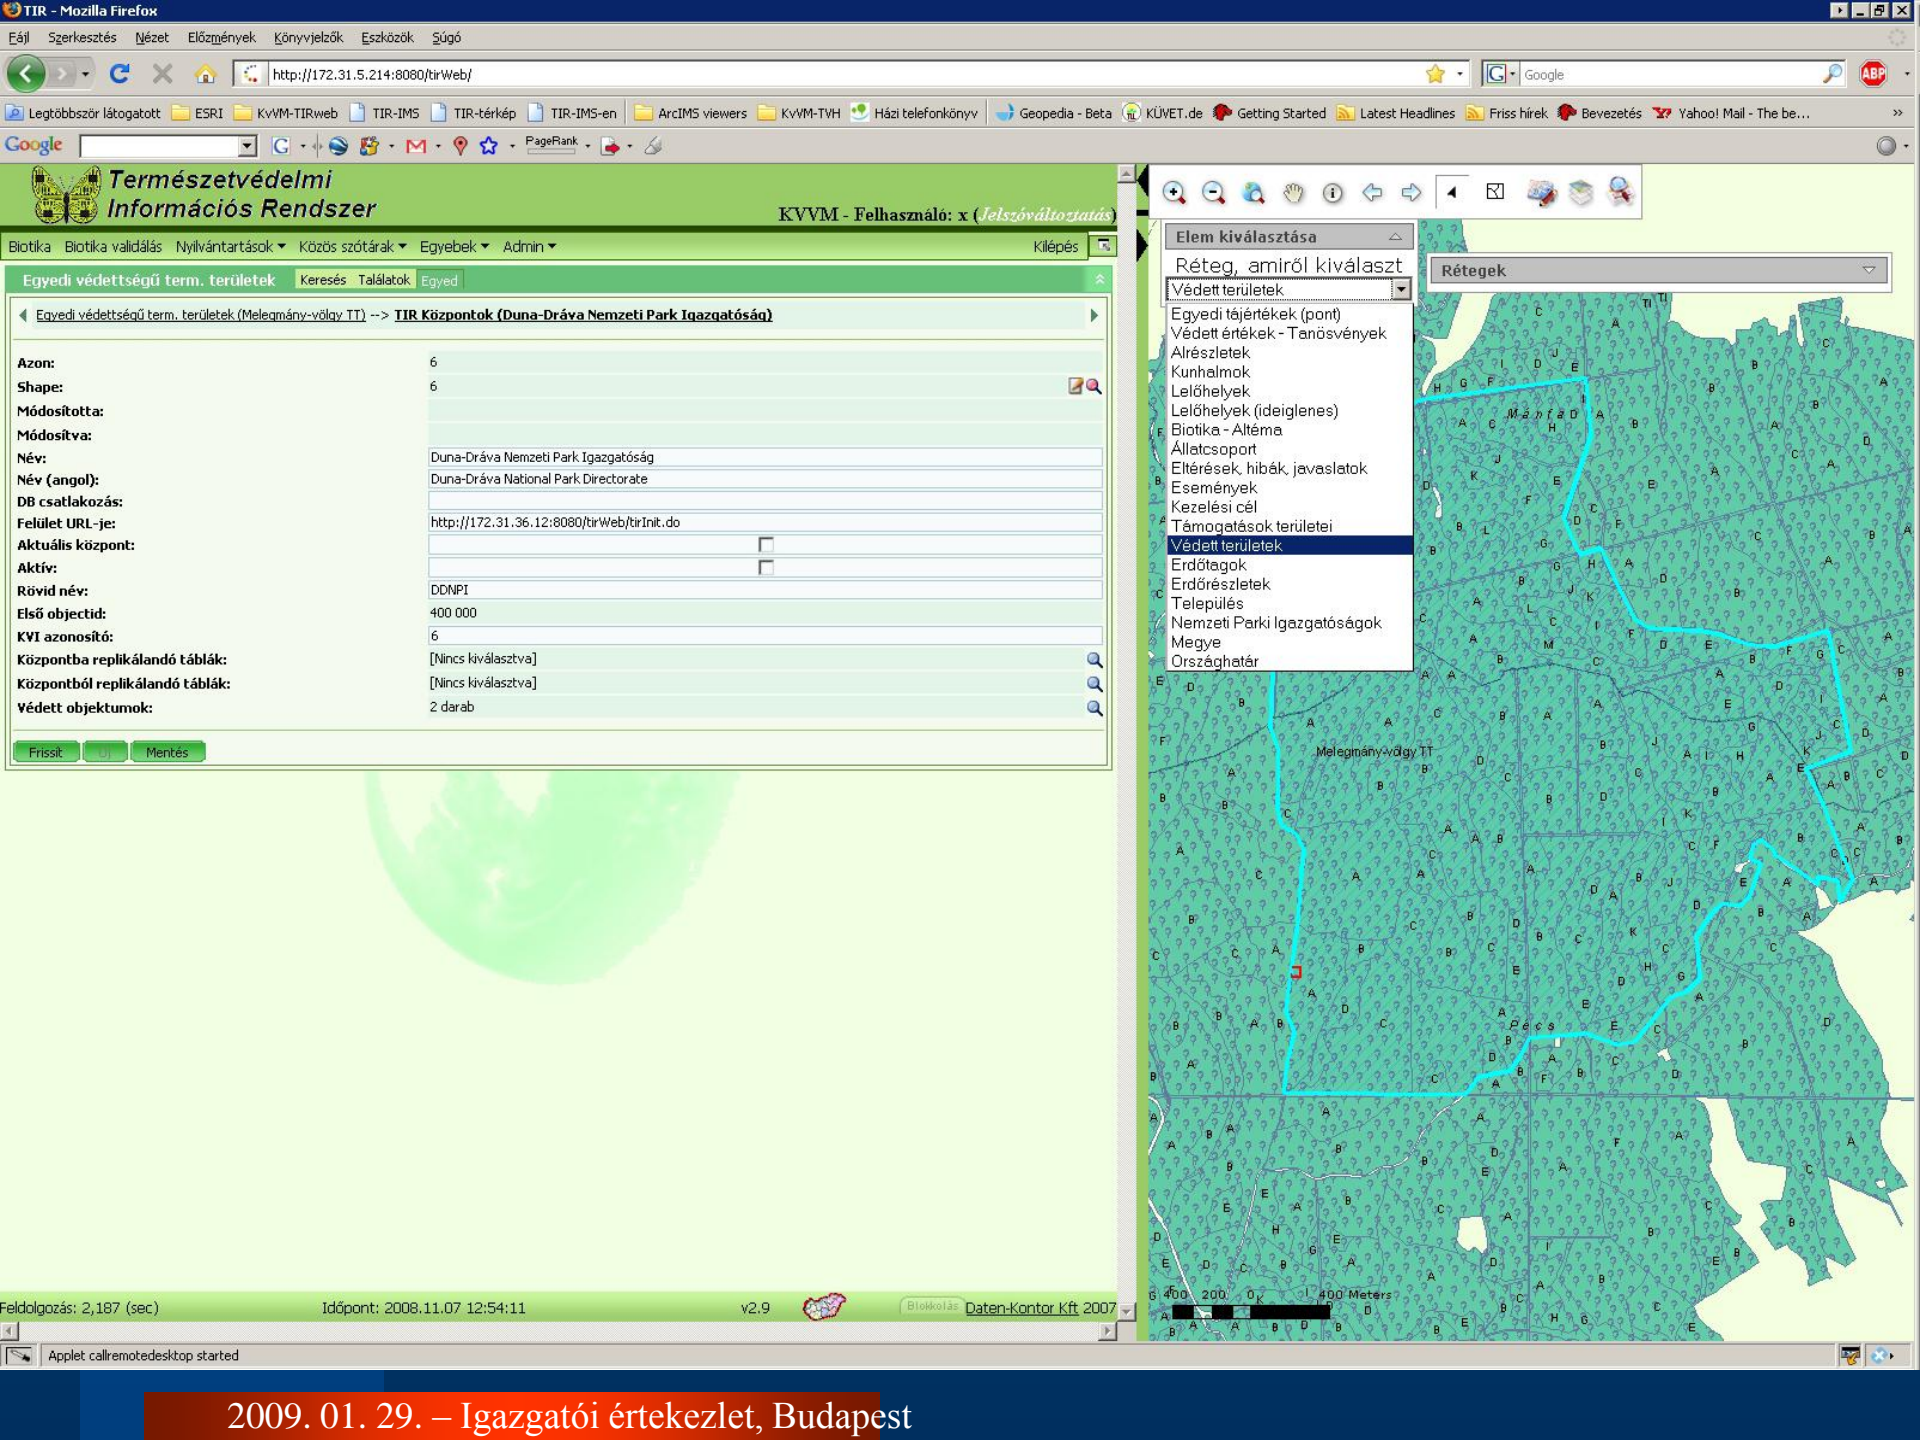 TIR - Mozilla Firefox
Fájl Szerkesztés Nézet Előzmények Könyvjelzők Eszközök Súgó
http://172.31.5.214:8080/tirWeb/
Google
ABP
Legtöbbször látogatott ESRI KvVM-TIRweb TIR-IMS TIR-térkép TIR-IMS-en ArcIMS viewers KvVM-TVH Házi telefonkönyv Geopedia - Beta KÜVET.de Getting Started Latest Headlines Friss hírek Bevezetés Yahoo! Mail - The be...
Google PageRank
Természetvédelmi
Információs Rendszer
KVVM - Felhasználó: x (Jelszóváltoztatás)
Biotika Biotika validálás Nyilvántartások Közös szótárak Egyebek Admin Kilépés
Egyedi védettségű term. területek Keresés Találatok Egyed
Egyedi védettségű term. területek (Melegmány-völgy TT) --> TIR Központok (Duna-Dráva Nemzeti Park Igazgatóság)
Azon: 6
Shape: 6
Módosította:
Módosítva:
Név: Duna-Dráva Nemzeti Park Igazgatóság
Név (angol): Duna-Dráva National Park Directorate
DB csatlakozás:
Felület URL-je: http://172.31.36.12:8080/tirWeb/tirInit.do
Aktuális központ:
Aktív:
Rövid név: DDNPI
Első objectid: 400 000
KVI azonosító: 6
Központba replikálandó táblák: [Nincs kiválasztva]
Központból replikálandó táblák: [Nincs kiválasztva]
Védett objektumok: 2 darab
Frissít Új Mentés
Elem kiválasztása
Réteg, amiről kiválaszt
Védett területek
Rétegek
Egyedi tájértékek (pont)
Védett értékek - Tanösvények
Alrészletek
Kunhalmok
Lelőhelyek
Lelőhelyek (ideiglenes)
Biotika - Altéma
Állatcsoport
Eltérések, hibák, javaslatok
Események
Kezelési cél
Támogatások területei
Védett területek
Erdőtagok
Erdőrészletek
Település
Nemzeti Parki Igazgatóságok
Megye
Országhatár
Mánfa
Melegmány-völgy TT
Pécs
400 200 0 400 Meters
Feldolgozás: 2,187 (sec) Időpont: 2008.11.07 12:54:11 v2.9 Blokkolás Daten-Kontor Kft 2007
Applet callremotedesktop started
2009. 01. 29. – Igazgatói értekezlet, Budapest